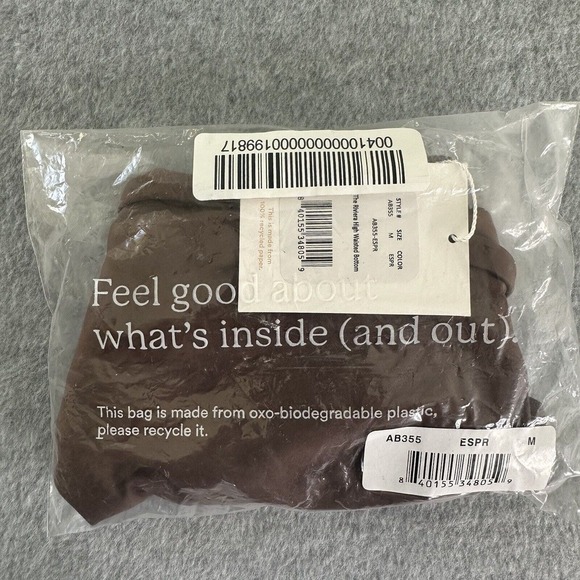 004100000000000199817
STYLE # SIZE COLOR
AB355 M ESPR
AB355-ESPR
The Riviera High Waisted Bottom
8 40155 34805 9
This is made from
100% recycled paper.
Feel good about
what's inside (and out).
This bag is made from oxo-biodegradable plastic,
please recycle it.
AB355 ESPR M
8 40155 34805 9